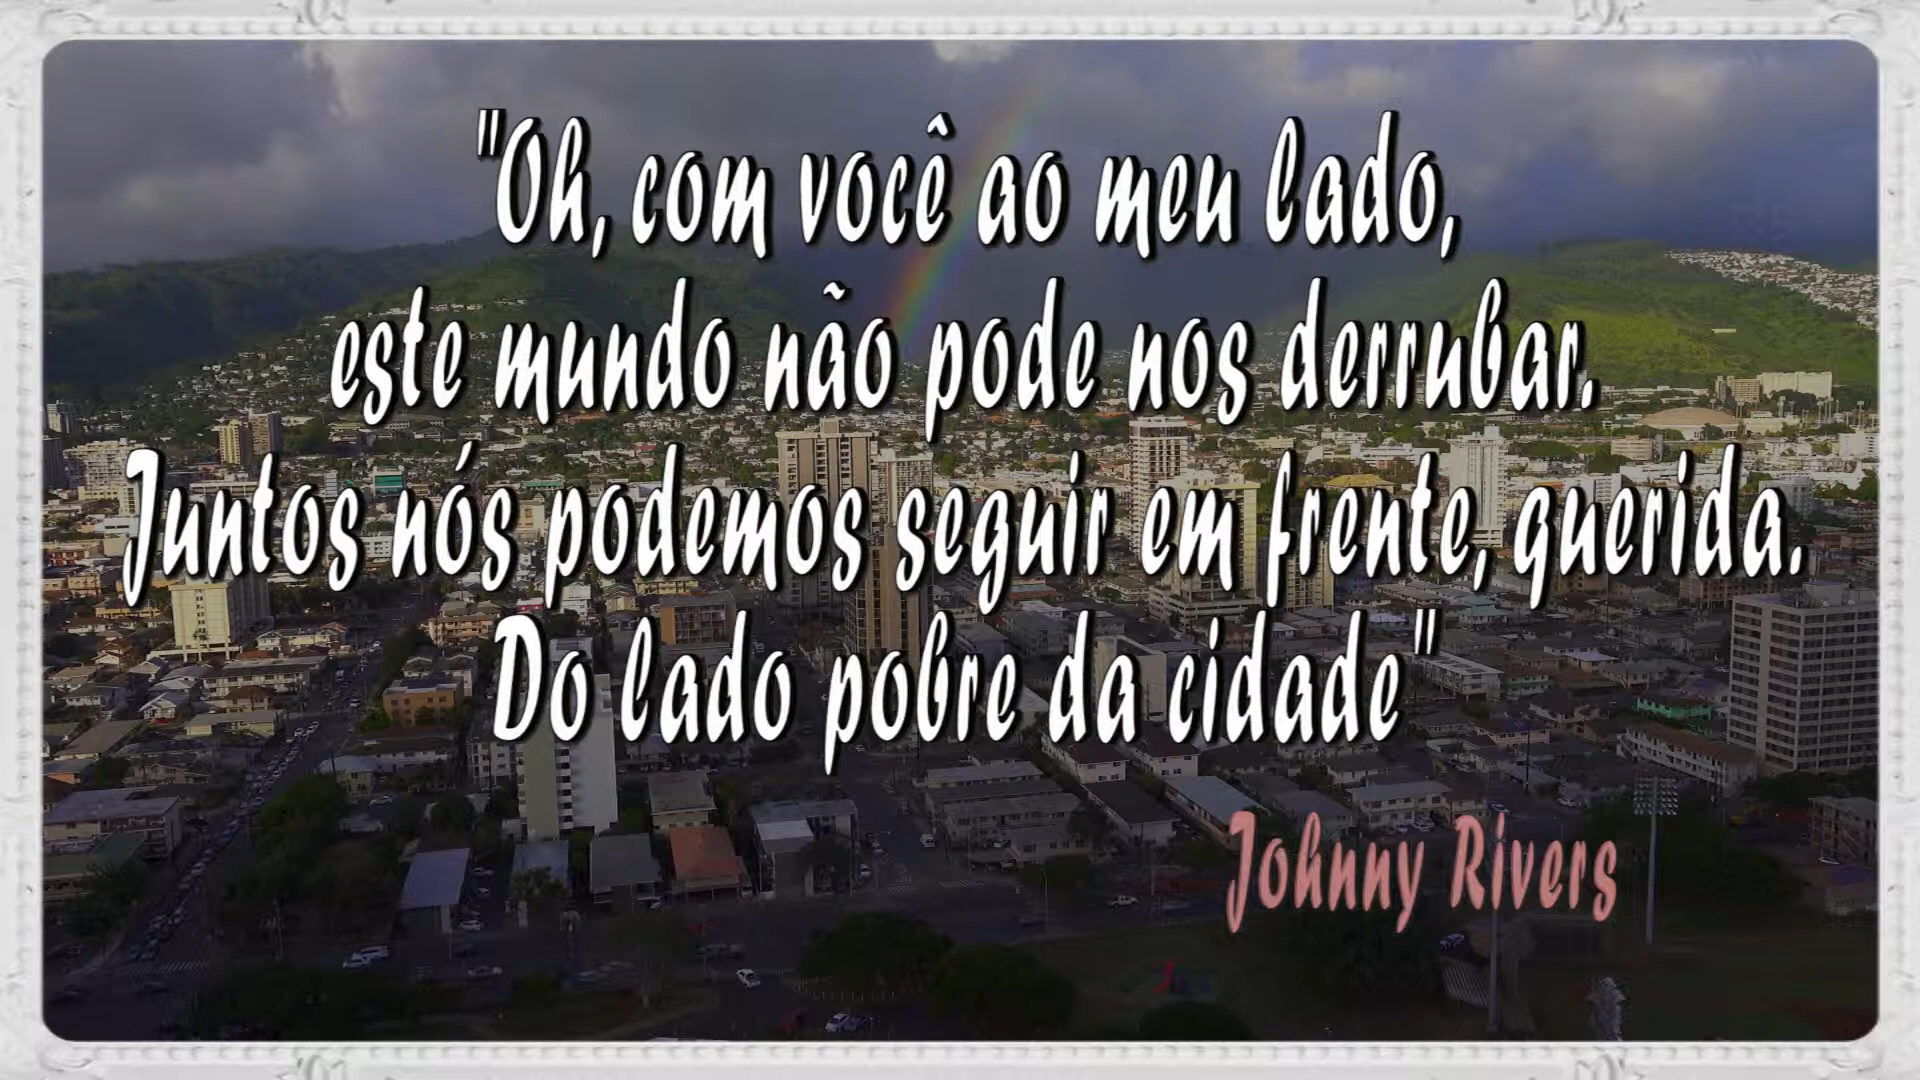 "Oh, com você ao meu lado,
este mundo não pode nos derrubar.
Juntos nós podemos seguir em frente, querida.
Do lado pobre da cidade"
Johnny Rivers